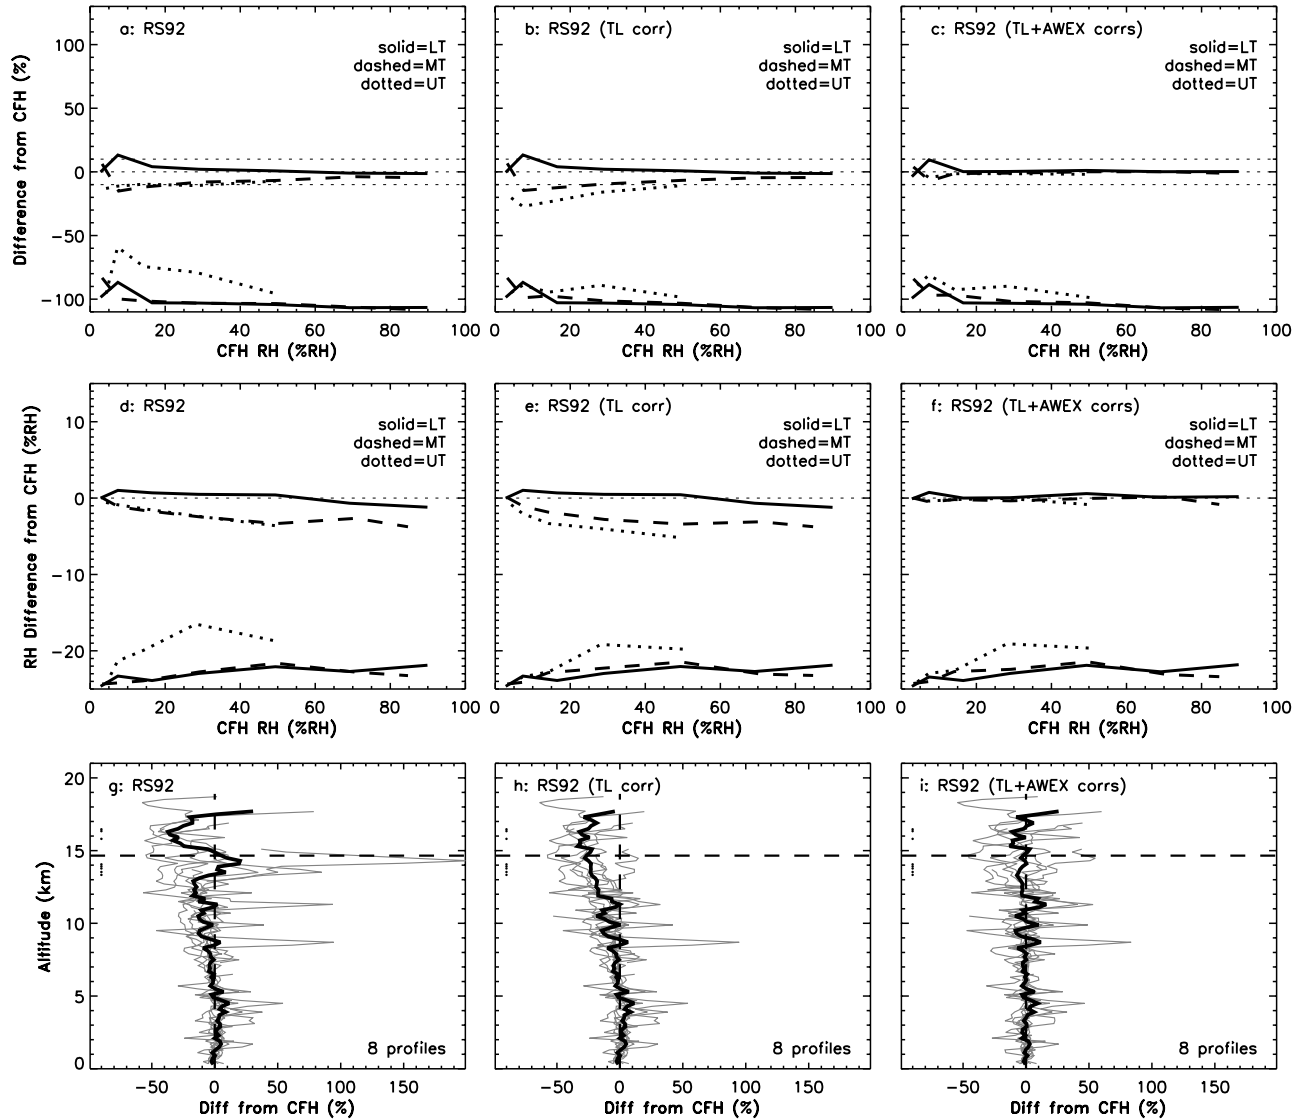 a: RS92
solid=LT
dashed=MT
dotted=UT
b: RS92 (TL corr)
solid=LT
dashed=MT
dotted=UT
c: RS92 (TL+AWEX corrs)
solid=LT
dashed=MT
dotted=UT
Difference from CFH (%)
100
50
0
−50
−100
0 20 40 60 80 100
0 20 40 60 80 100
0 20 40 60 80 100
CFH RH (%RH)
CFH RH (%RH)
CFH RH (%RH)
d: RS92
solid=LT
dashed=MT
dotted=UT
e: RS92 (TL corr)
solid=LT
dashed=MT
dotted=UT
f: RS92 (TL+AWEX corrs)
solid=LT
dashed=MT
dotted=UT
RH Difference from CFH (%RH)
10
0
−10
−20
0 20 40 60 80 100
0 20 40 60 80 100
0 20 40 60 80 100
CFH RH (%RH)
CFH RH (%RH)
CFH RH (%RH)
g: RS92
8 profiles
h: RS92 (TL corr)
8 profiles
i: RS92 (TL+AWEX corrs)
8 profiles
Altitude (km)
20
15
10
5
0
−50 0 50 100 150
−50 0 50 100 150
−50 0 50 100 150
Diff from CFH (%)
Diff from CFH (%)
Diff from CFH (%)